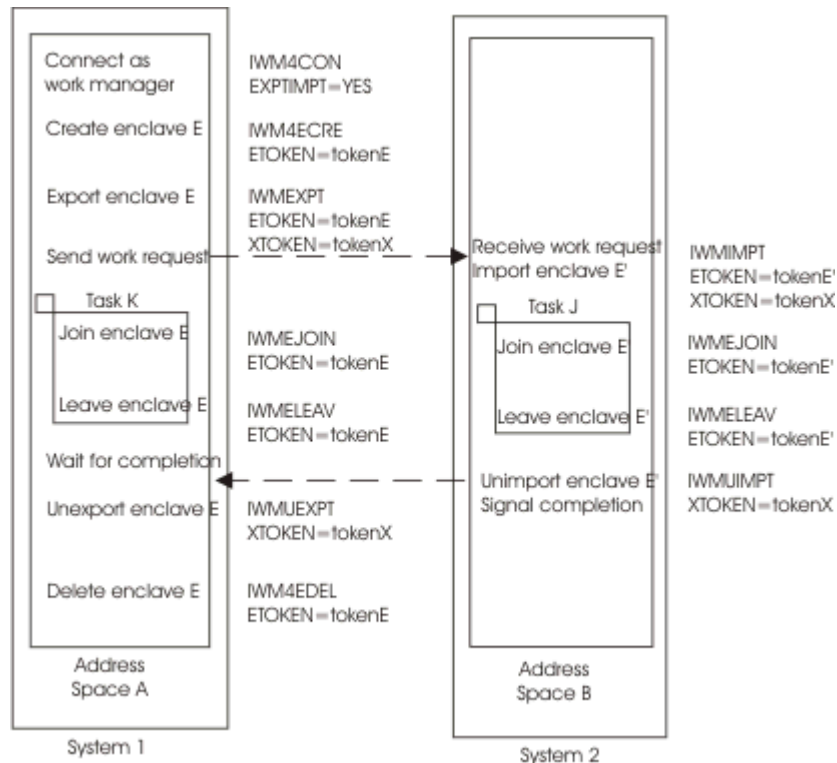 Connect as
work manager
IWM4CON
EXPTIMPT=YES
Create enclave E
IWM4ECRE
ETOKEN=tokenE
Export enclave E
IWMEXPT
ETOKEN=tokenE
XTOKEN=tokenX
Send work request
Task K
Join enclave E
IWMEJOIN
ETOKEN=tokenE
Leave enclave E
IWMELEAV
ETOKEN=tokenE
Wait for completion
Unexport enclave E
IWMUEXPT
XTOKEN=tokenX
Delete enclave E
IWM4EDEL
ETOKEN=tokenE
Address
Space A
System 1
Receive work request
Import enclave E'
IWMIMPT
ETOKEN=tokenE'
XTOKEN=tokenX
Task J
Join enclave E'
IWMEJOIN
ETOKEN=tokenE'
Leave enclave E'
IWMELEAV
ETOKEN=tokenE'
Unimport enclave E'
Signal completion
IWMUIMPT
XTOKEN=tokenX
Address
Space B
System 2